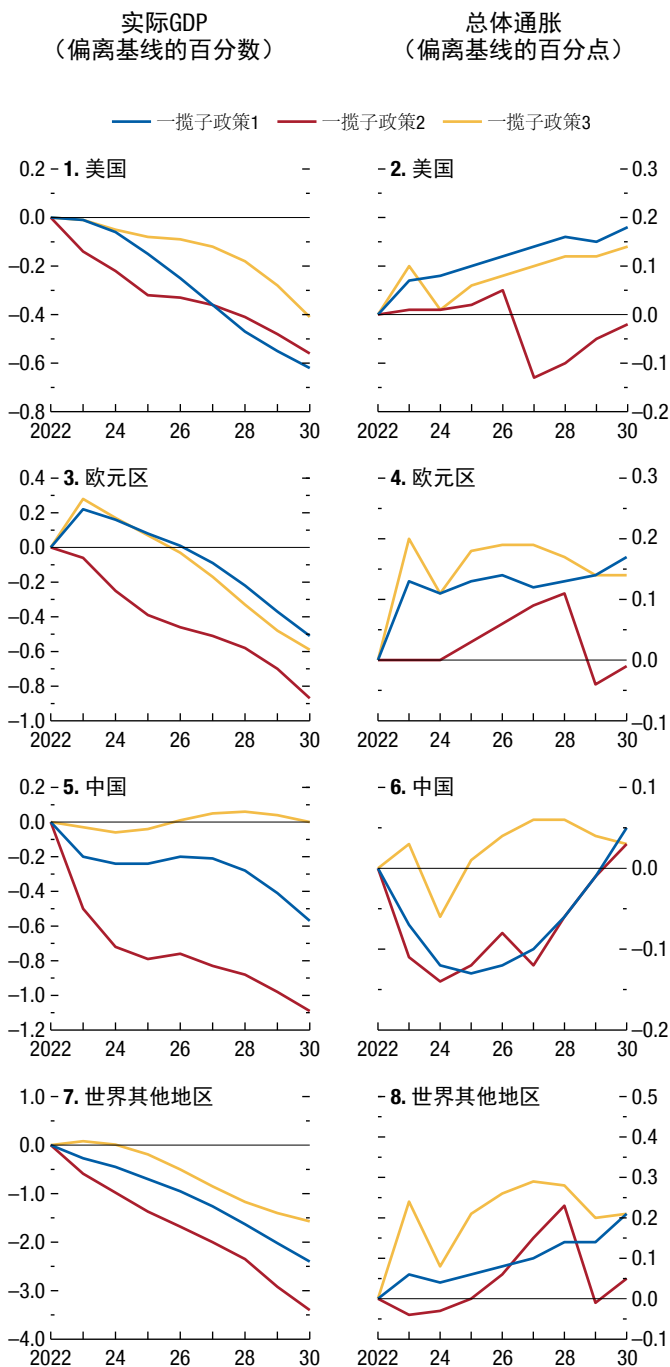 实际GDP
（偏离基线的百分数）
总体通胀
（偏离基线的百分点）
一揽子政策1 一揽子政策2 一揽子政策3
1. 美国
0.2
0.0
–0.2
–0.4
–0.6
–0.8
2022 24 26 28 30
2. 美国
0.3
0.2
0.1
0.0
–0.1
–0.2
2022 24 26 28 30
3. 欧元区
0.4
0.2
0.0
–0.2
–0.4
–0.6
–0.8
–1.0
2022 24 26 28 30
4. 欧元区
0.3
0.2
0.1
0.0
–0.1
2022 24 26 28 30
5. 中国
0.2
0.0
–0.2
–0.4
–0.6
–0.8
–1.0
–1.2
2022 24 26 28 30
6. 中国
0.1
0.0
–0.1
–0.2
2022 24 26 28 30
7. 世界其他地区
1.0
0.0
–1.0
–2.0
–3.0
–4.0
2022 24 26 28 30
8. 世界其他地区
0.5
0.4
0.3
0.2
0.1
0.0
–0.1
2022 24 26 28 30